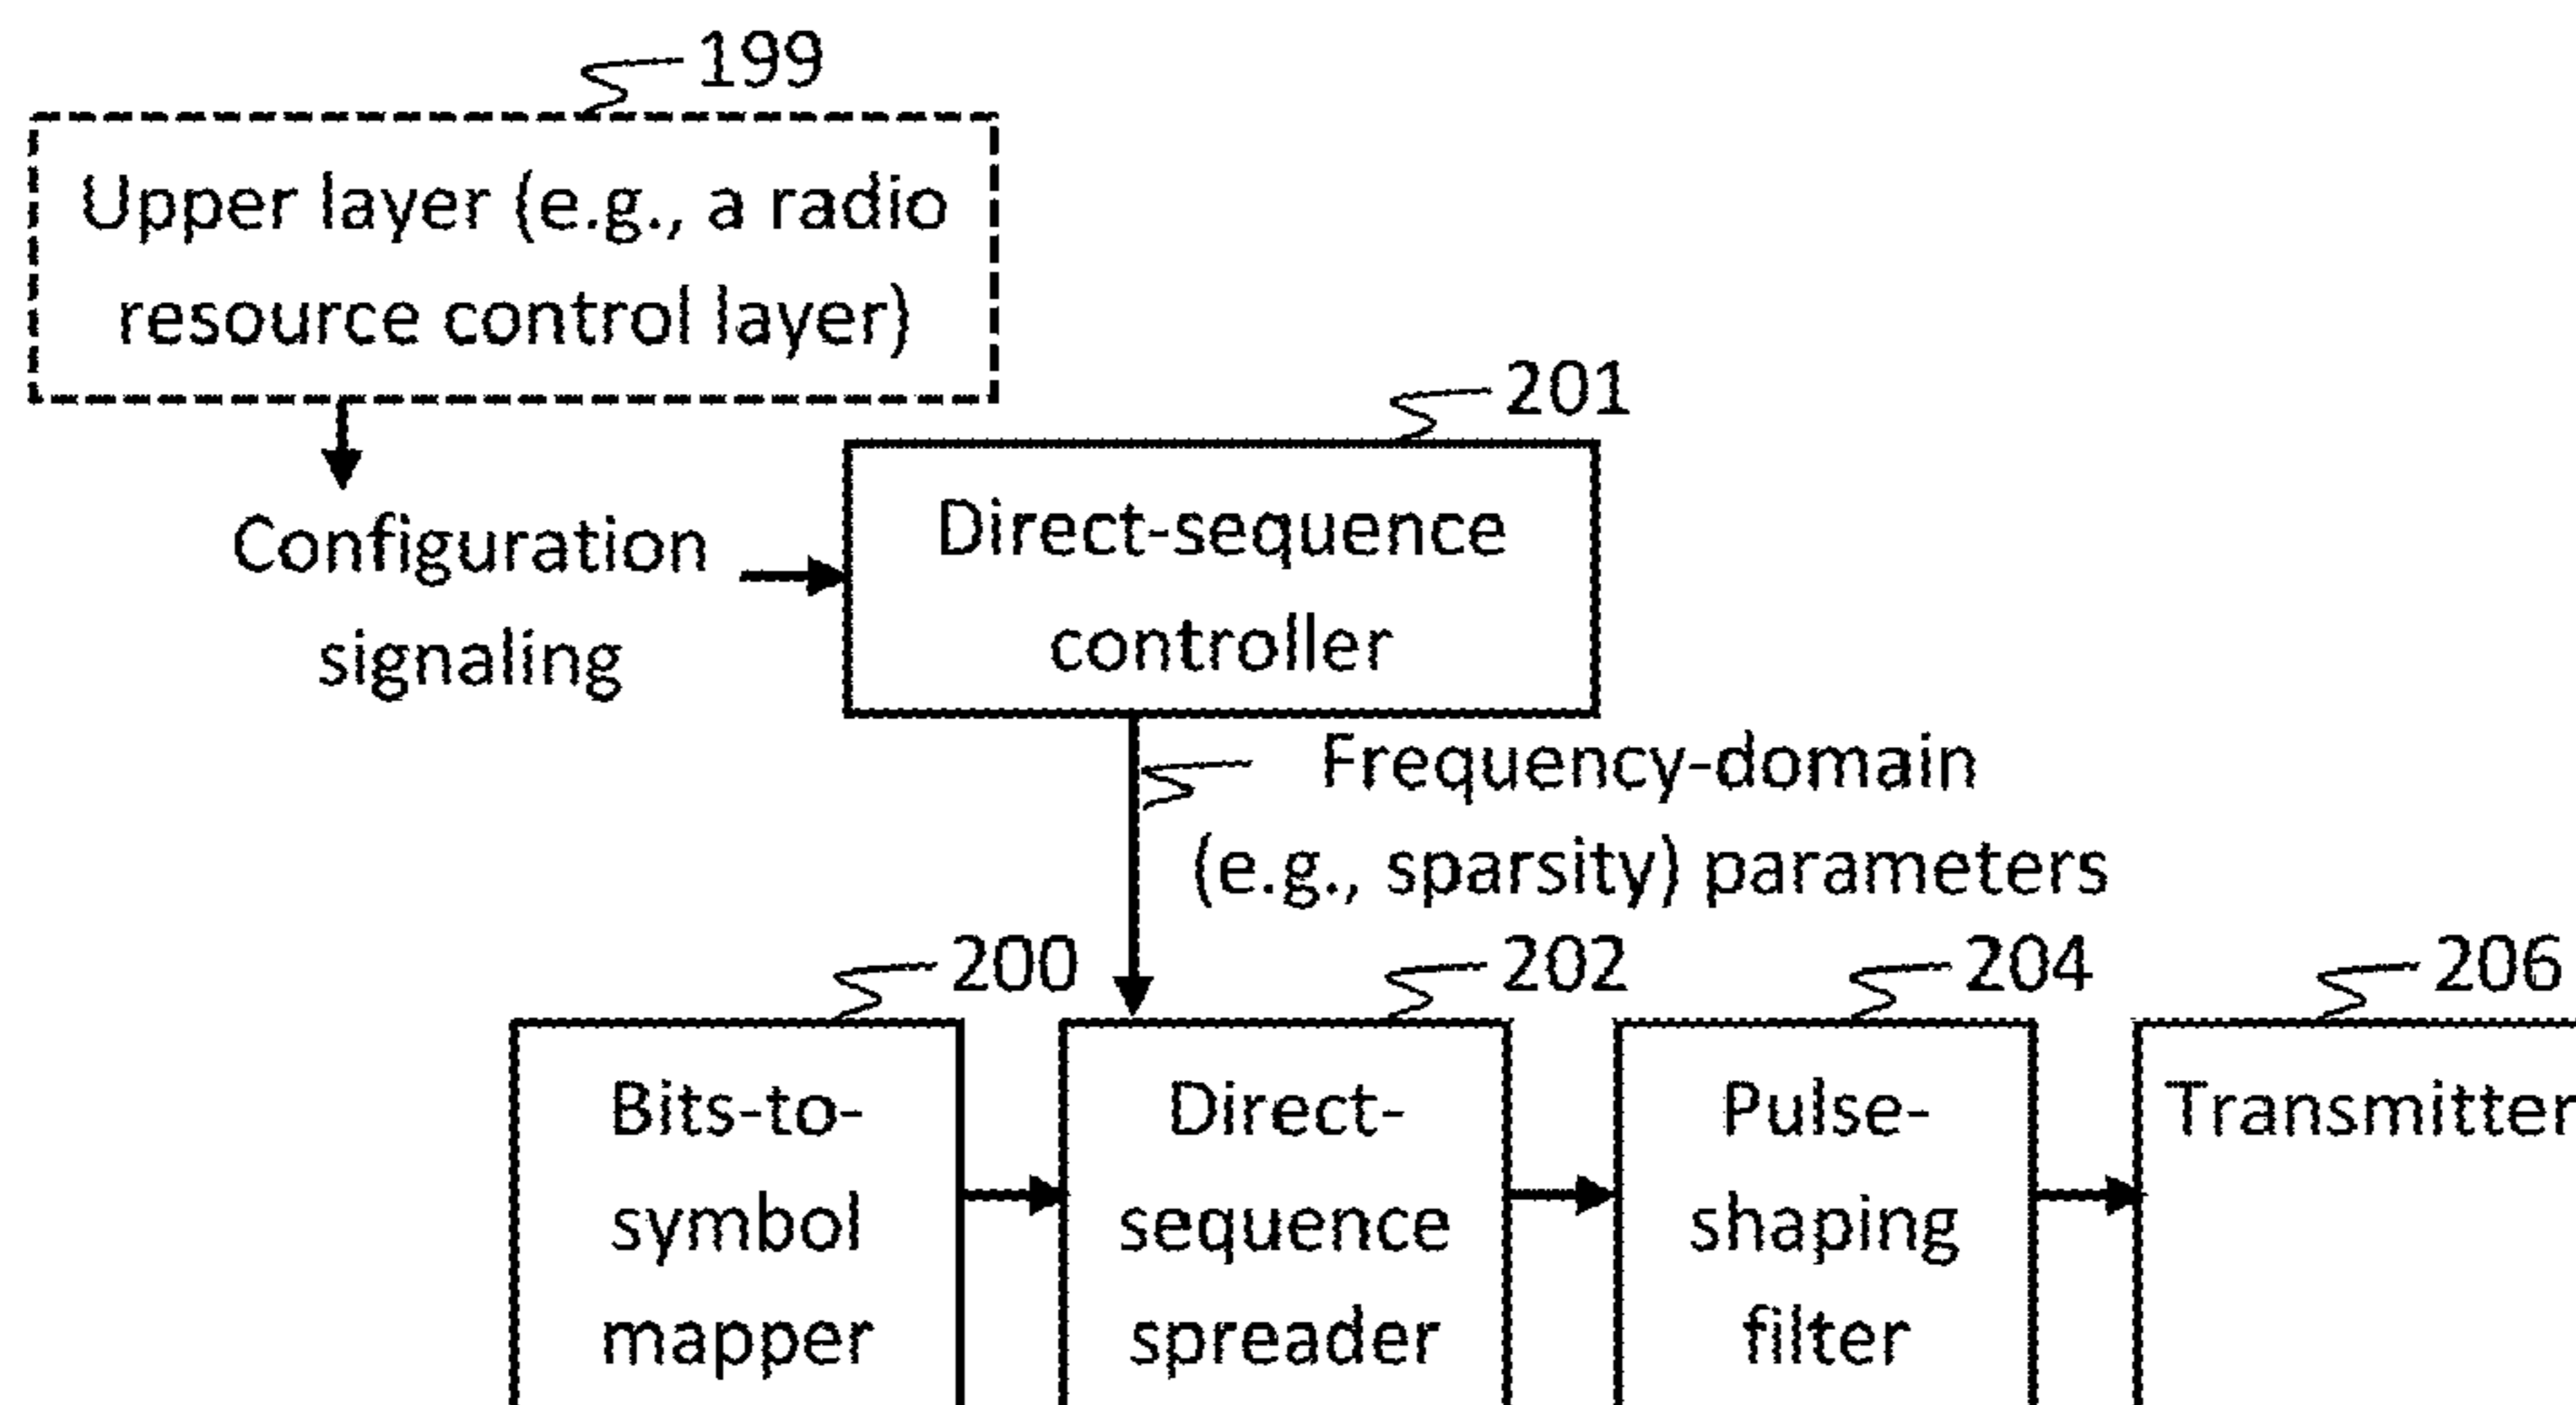 199
Upper layer (e.g., a radio
resource control layer)
201
Configuration
signaling
Direct-sequence
controller
Frequency-domain
(e.g., sparsity) parameters
200
202
204
206
Bits-to-
symbol
mapper
Direct-
sequence
spreader
Pulse-
shaping
filter
Transmitter